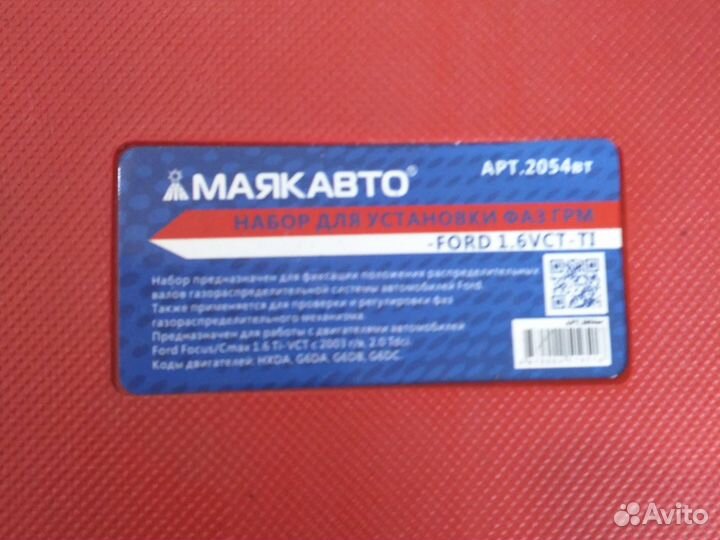 МАЯКАВТО®
АРТ.2054вт
НАБОР ДЛЯ УСТАНОВКИ ФАЗ ГРМ
-FORD 1.6VCT-TI
Набор предназначен для фиксации положения распределительных
валов газораспределительной системы автомобилей Ford.
Также применяется для проверки и регулировки фаз
газораспределительного механизма.
Предназначен для работы с двигателями автомобилей
Ford Focus/Cmax 1.6 Ti-VCT с 2003 г/в, 2.0 Tdci.
Коды двигателей: HXDA, G6DA, G6DB, G6DC.
Avito